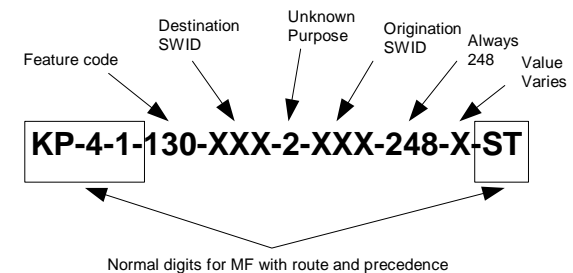 Feature code
Destination
SWID
Unknown
Purpose
Origination
SWID
Always
248
Value
Varies
KP-4-1-130-XXX-2-XXX-248-X-ST
Normal digits for MF with route and precedence